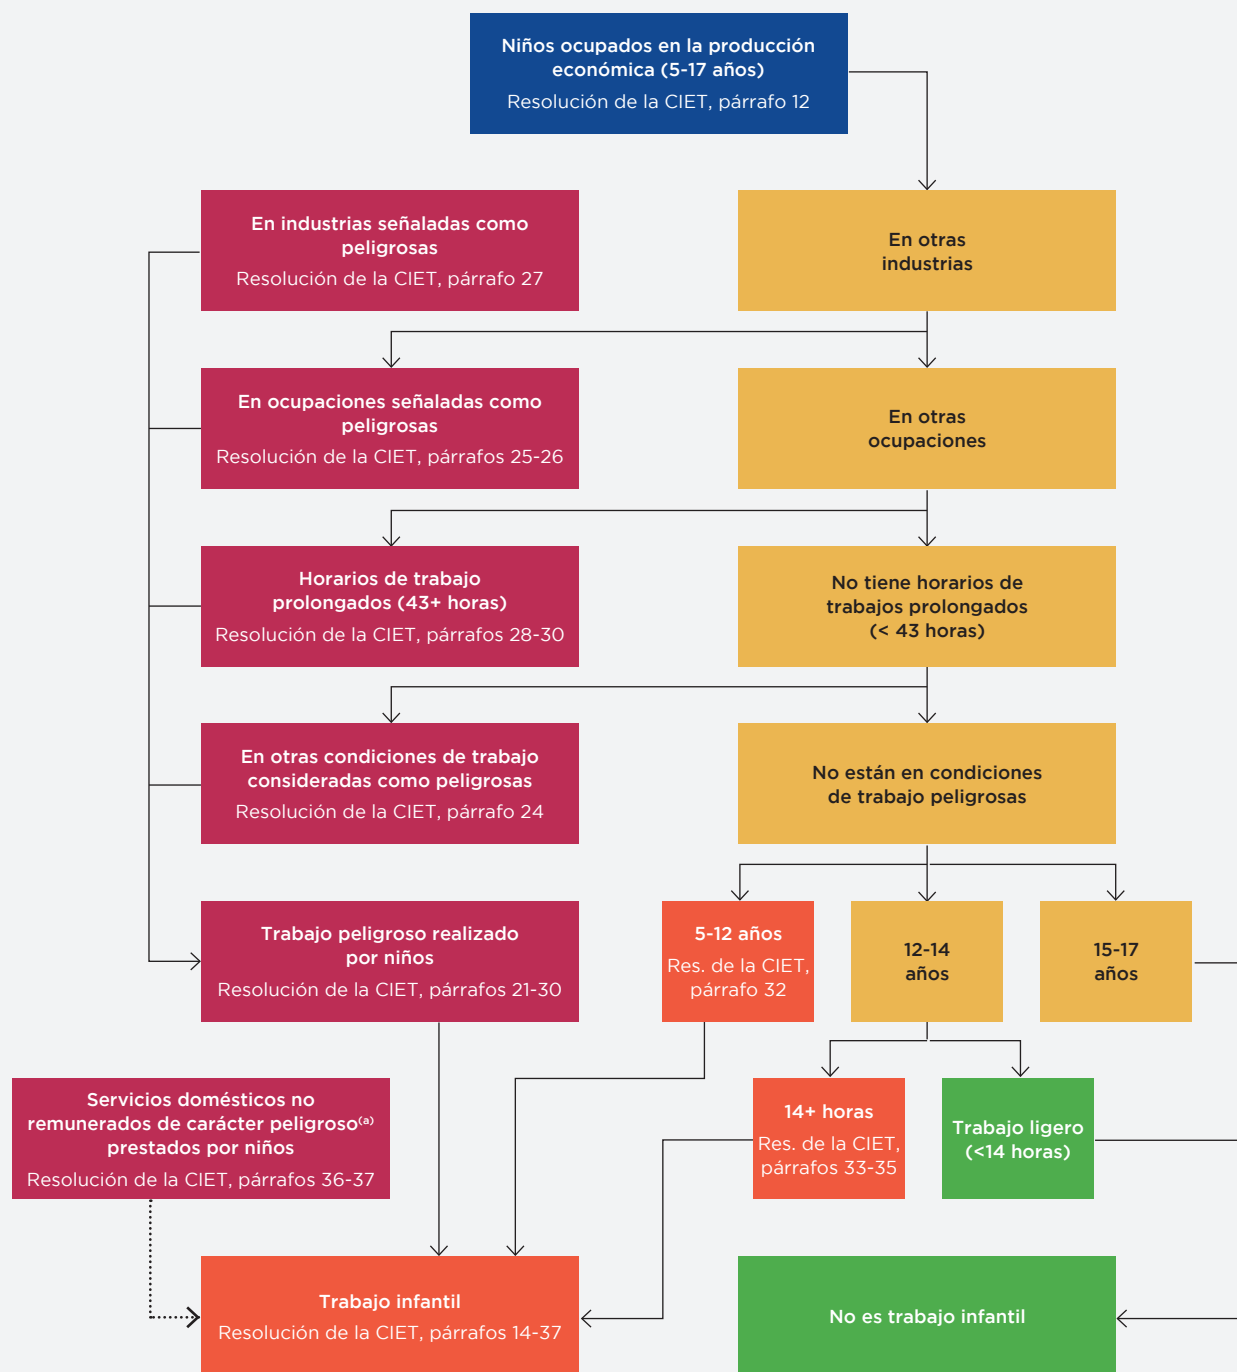 Niños ocupados en la producción
económica (5-17 años)
Resolución de la CIET, párrafo 12
En industrias señaladas como
peligrosas
Resolución de la CIET, párrafo 27
En otras
industrias
En ocupaciones señaladas como
peligrosas
Resolución de la CIET, párrafos 25-26
En otras
ocupaciones
Horarios de trabajo
prolongados (43+ horas)
Resolución de la CIET, párrafos 28-30
No tiene horarios de
trabajos prolongados
(< 43 horas)
En otras condiciones de trabajo
consideradas como peligrosas
Resolución de la CIET, párrafo 24
No están en condiciones
de trabajo peligrosas
Trabajo peligroso realizado
por niños
Resolución de la CIET, párrafos 21-30
5-12 años
Res. de la CIET,
párrafo 32
12-14
años
15-17
años
Servicios domésticos no
remunerados de carácter peligroso(a)
prestados por niños
Resolución de la CIET, párrafos 36-37
14+ horas
Res. de la CIET,
párrafos 33-35
Trabajo ligero
(<14 horas)
Trabajo infantil
Resolución de la CIET, párrafos 14-37
No es trabajo infantil